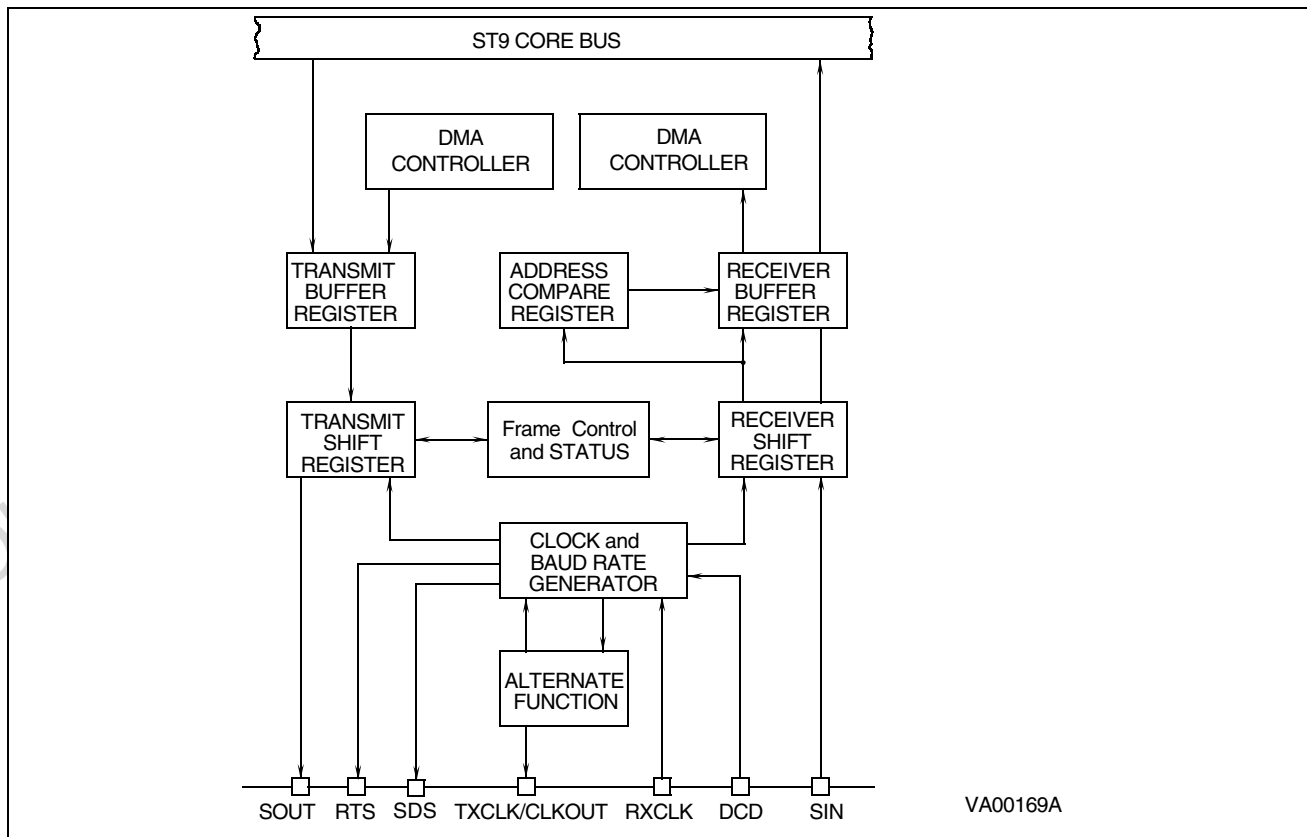 ST9 CORE BUS
DMA
CONTROLLER
DMA
CONTROLLER
TRANSMIT
BUFFER
REGISTER
ADDRESS
COMPARE
REGISTER
RECEIVER
BUFFER
REGISTER
TRANSMIT
SHIFT
REGISTER
Frame Control
and STATUS
RECEIVER
SHIFT
REGISTER
CLOCK and
BAUD RATE
GENERATOR
ALTERNATE
FUNCTION
SOUT RTS SDS TXCLK/CLKOUT RXCLK DCD SIN
VA00169A